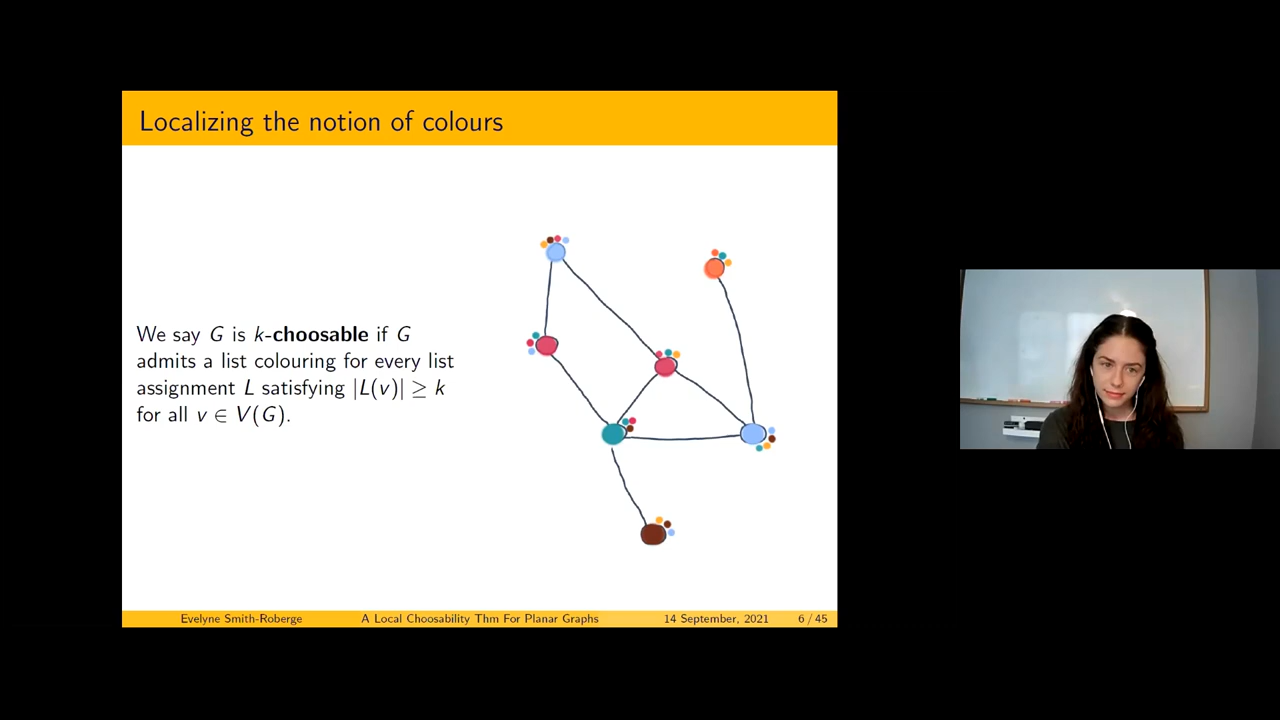 Localizing the notion of colours
We say G is k-choosable if G
admits a list colouring for every list
assignment L satisfying |L(v)| ≥ k
for all v ∈ V(G).
Evelyne Smith-Roberge A Local Choosability Thm For Planar Graphs 14 September, 2021 6 / 45